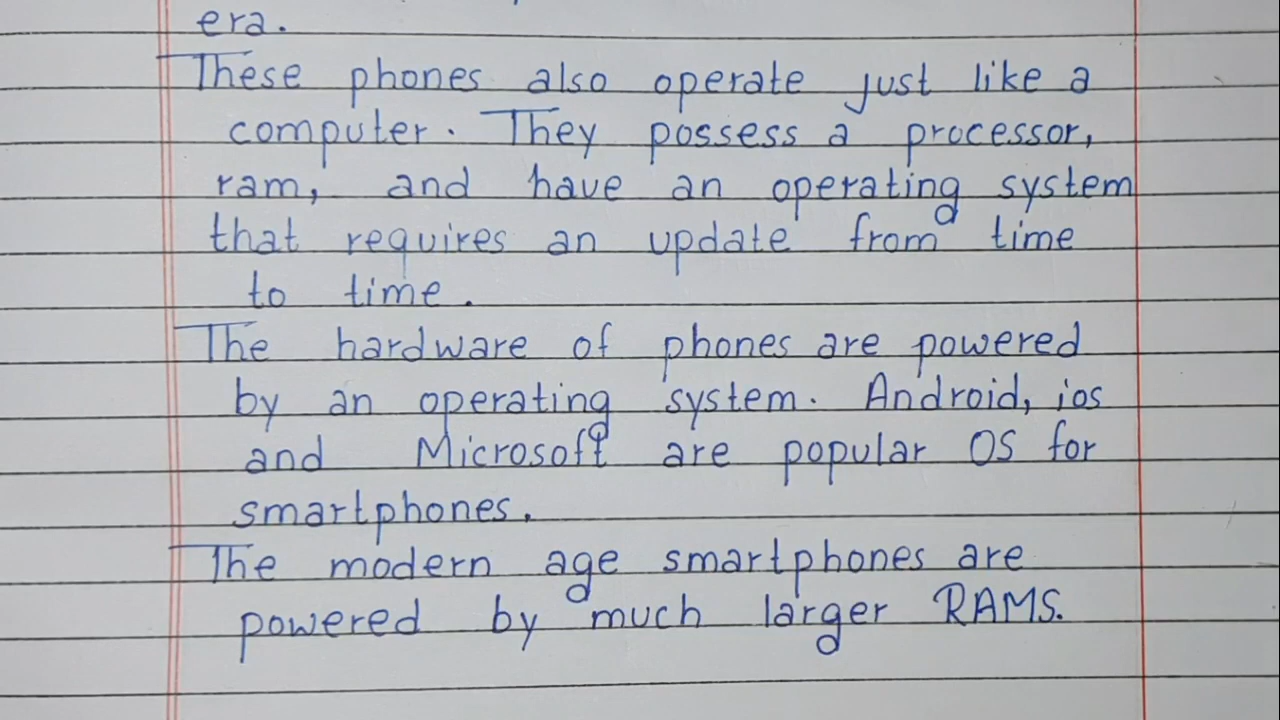 era.
These phones also operate just like a
computer. They possess a processor,
ram, and have an operating system
that requires an update from time
to time.
The hardware of phones are powered
by an operating system. Android, ios
and Microsoft are popular OS for
smartphones.
The modern age smartphones are
powered by much larger RAMS.